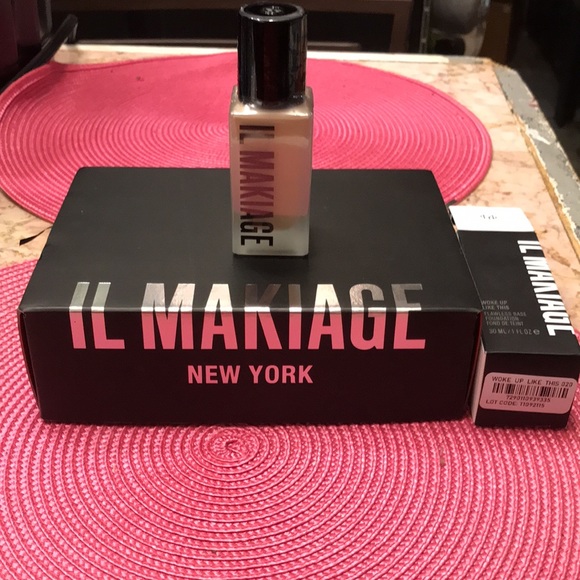 IL MAKIAGE
IL MAKIAGE
NEW YORK
IL MAKIAGE
WOKE UP
LIKE THIS
FLAWLESS BASE
FOUNDATION
FOND DE TEINT
30 ML / 1 FL OZ e
WOKE UP LIKE THIS 020
LOT CODE: 11092115